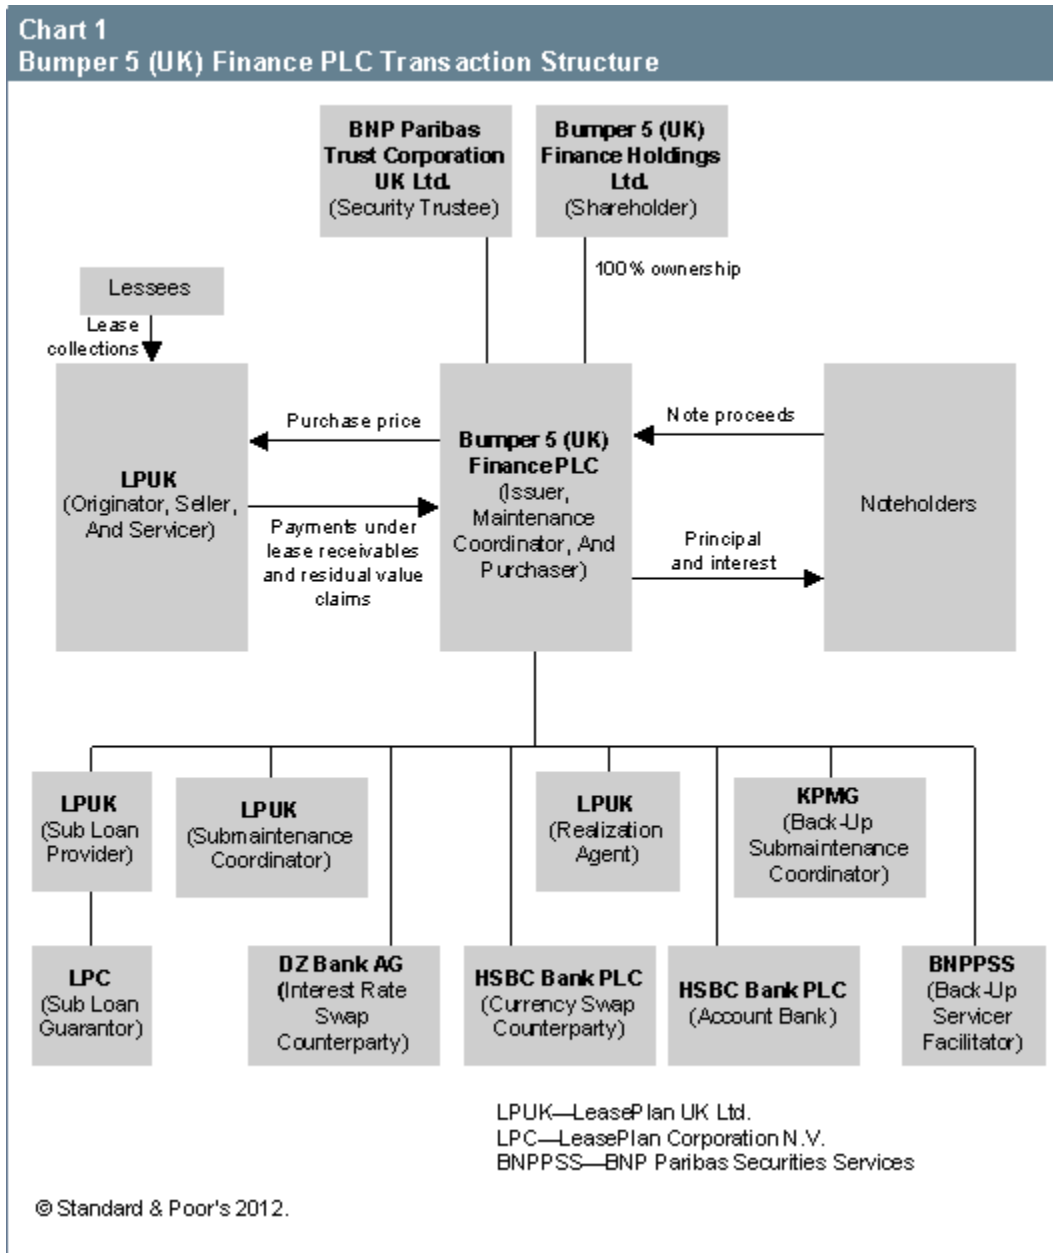 Chart 1
Bumper 5 (UK) Finance PLC Transaction Structure
BNP Paribas
Trust Corporation
UK Ltd.
(Security Trustee)
Bumper 5 (UK)
Finance Holdings
Ltd.
(Shareholder)
100% ownership
Lessees
Lease
collections
LPUK
(Originator, Seller,
And Servicer)
Purchase price
Payments under
lease receivables
and residual value
claims
Bumper 5 (UK)
Finance PLC
(Issuer,
Maintenance
Coordinator, And
Purchaser)
Note proceeds
Principal
and interest
Noteholders
LPUK
(Sub Loan
Provider)
LPUK
(Submaintenance
Coordinator)
LPUK
(Realization
Agent)
KPMG
(Back-Up
Submaintenance
Coordinator)
LPC
(Sub Loan
Guarantor)
DZ Bank AG
(Interest Rate
Swap
Counterparty)
HSBC Bank PLC
(Currency Swap
Counterparty)
HSBC Bank PLC
(Account Bank)
BNPPSS
(Back-Up
Servicer
Facilitator)
LPUK—LeasePlan UK Ltd.
LPC—LeasePlan Corporation N.V.
BNPPSS—BNP Paribas Securities Services
© Standard & Poor's 2012.